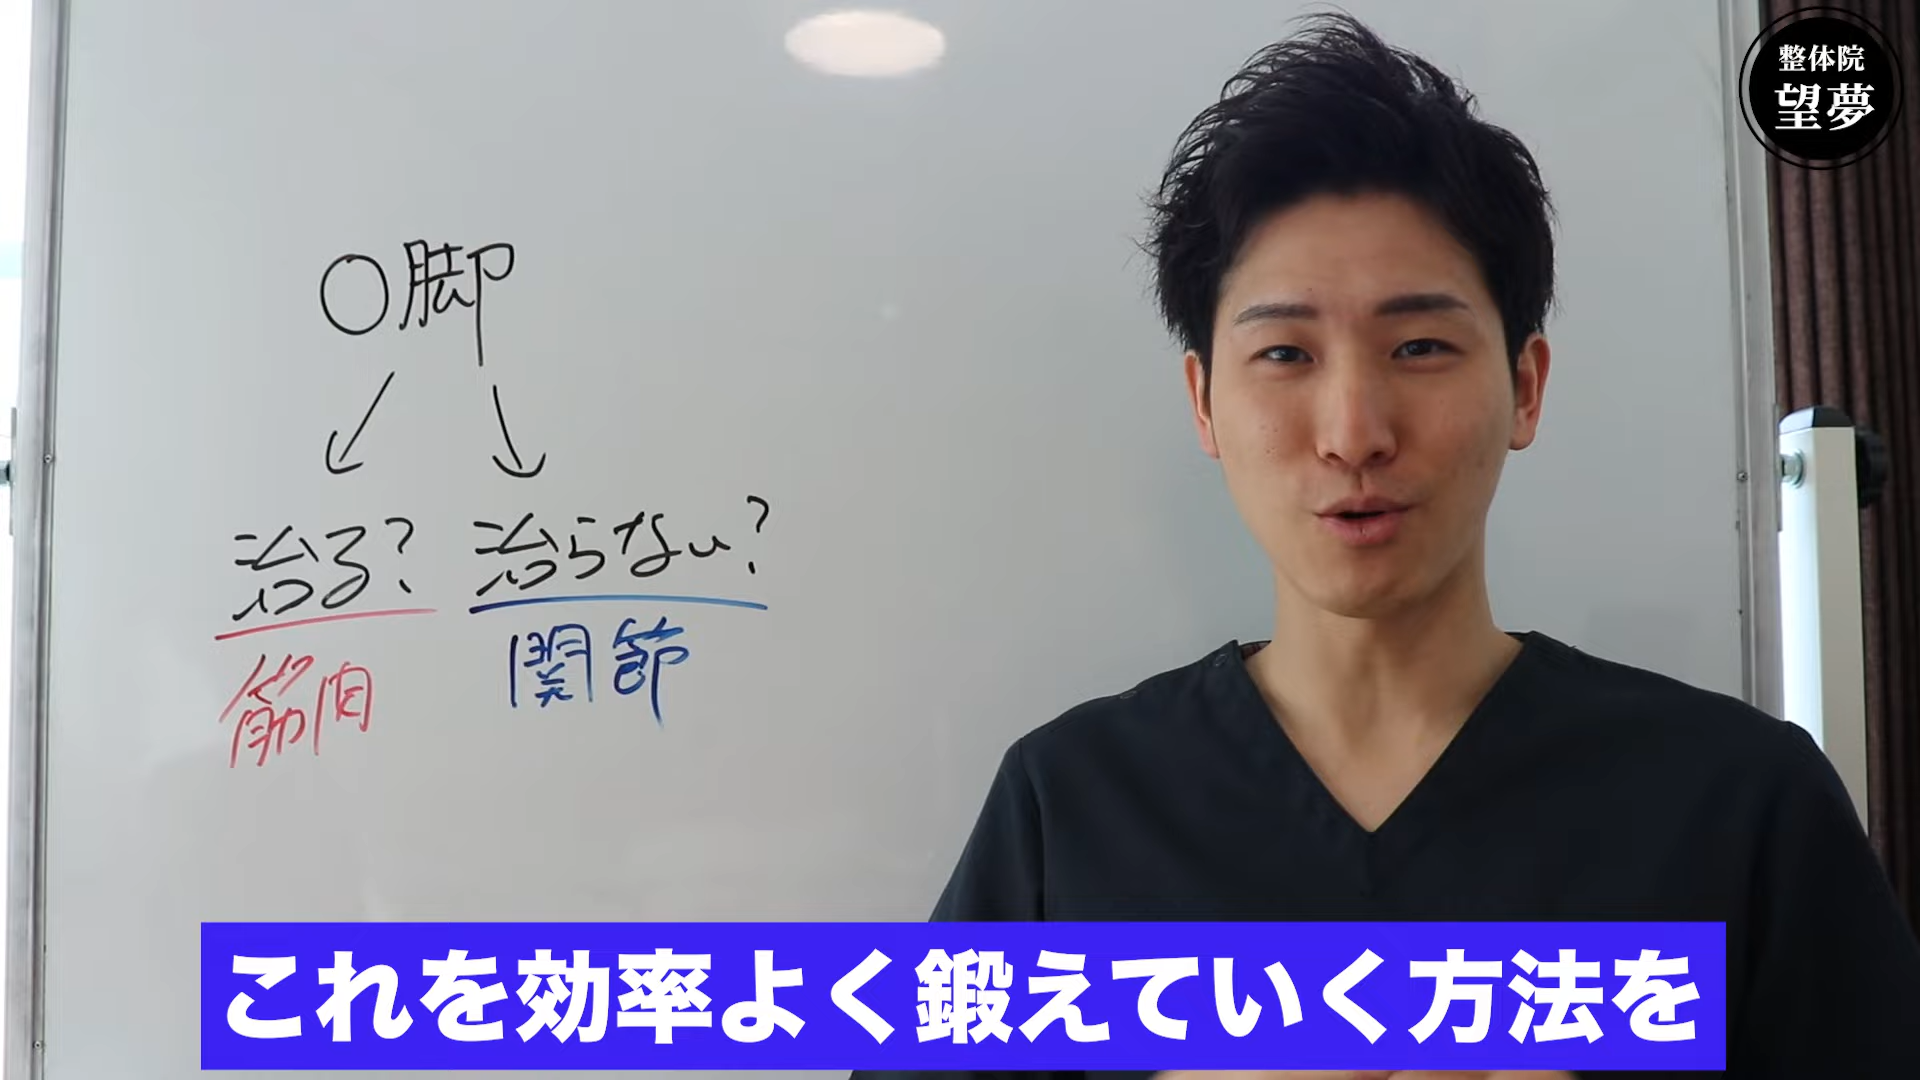 整体院
望夢
○脚
治る? 治らない?
筋肉 関節
これを効率よく鍛えていく方法を